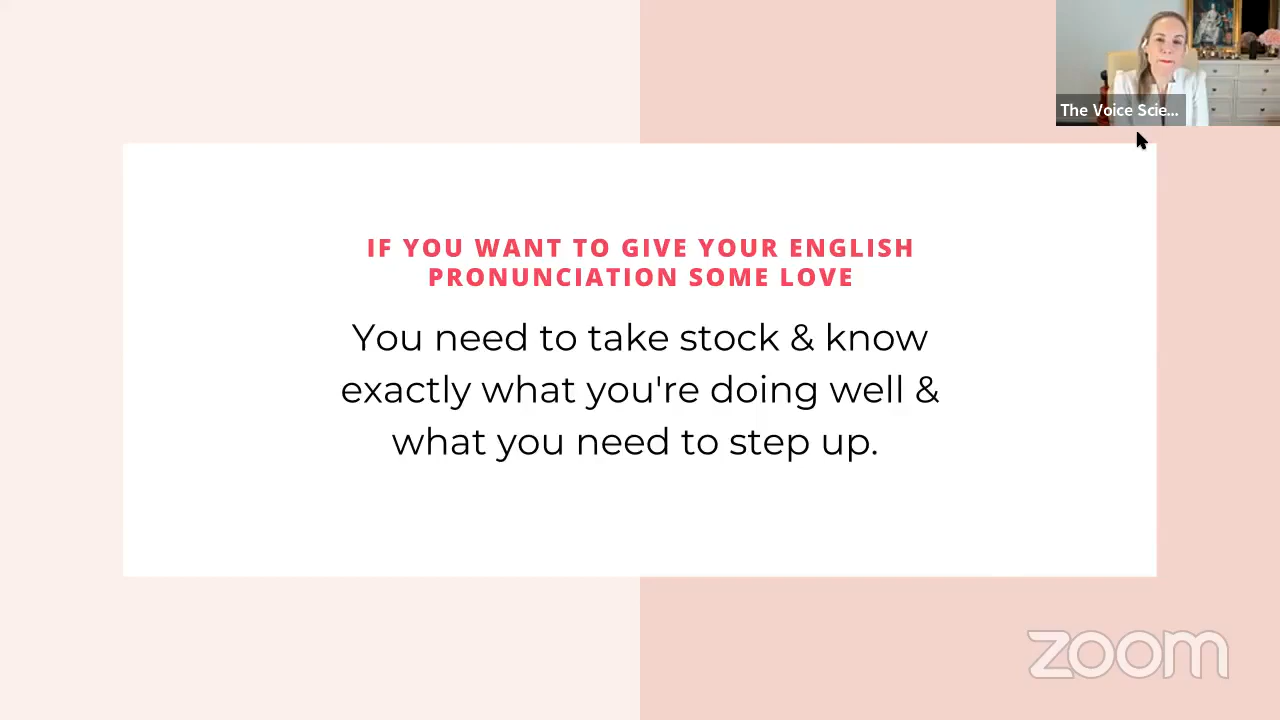 The Voice Scie...
IF YOU WANT TO GIVE YOUR ENGLISH
PRONUNCIATION SOME LOVE
You need to take stock & know
exactly what you're doing well &
what you need to step up.
zoom